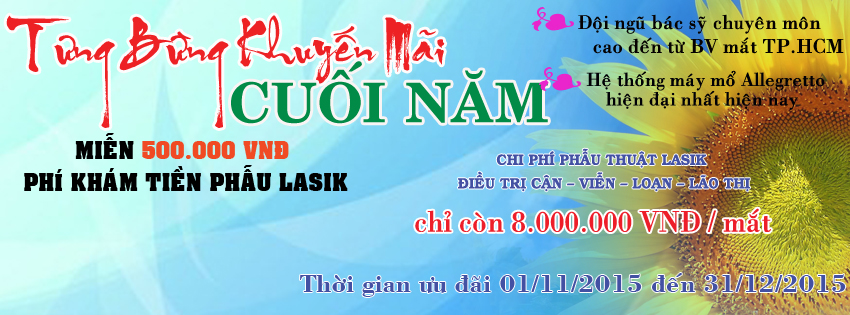 Tưng Bừng Khuyến Mãi
CUỐI NĂM
MIỄN 500.000 VNĐ
PHÍ KHÁM TIỀN PHẪU LASIK
Đội ngũ bác sỹ chuyên môn
cao đến từ BV mắt TP.HCM
Hệ thống máy mổ Allegretto
hiện đại nhất hiện nay
CHI PHÍ PHẪU THUẬT LASIK
ĐIỀU TRỊ CẬN – VIỄN – LOẠN – LÃO THỊ
chỉ còn 8.000.000 VNĐ / mắt
Thời gian ưu đãi 01/11/2015 đến 31/12/2015